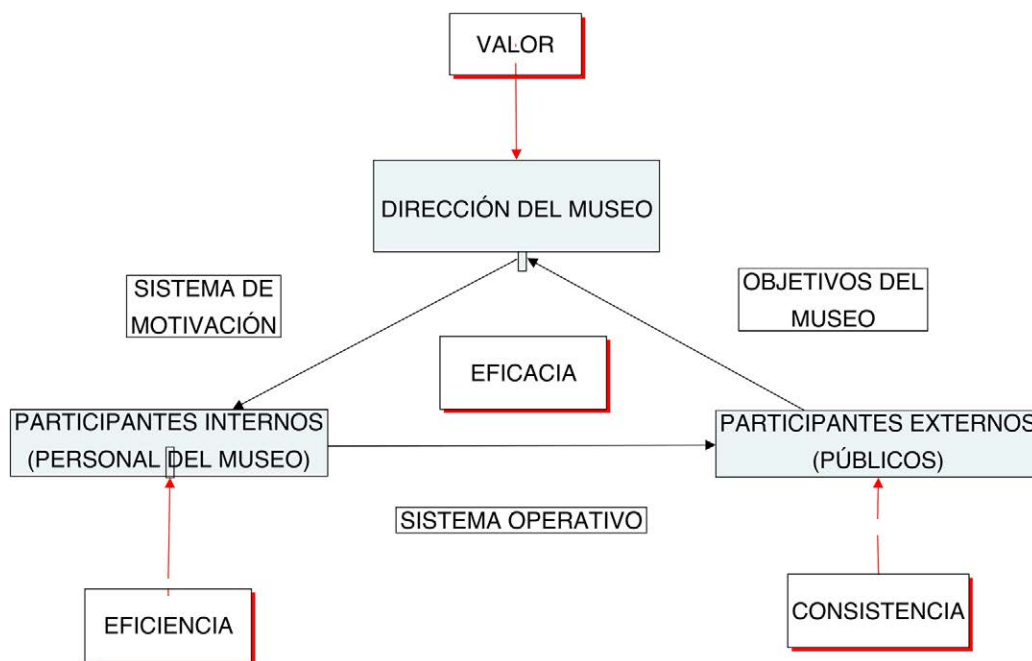 VALOR
DIRECCIÓN DEL MUSEO
SISTEMA DE
MOTIVACIÓN
OBJETIVOS DEL
MUSEO
EFICACIA
PARTICIPANTES INTERNOS
(PERSONAL DEL MUSEO)
PARTICIPANTES EXTERNOS
(PÚBLICOS)
SISTEMA OPERATIVO
EFICIENCIA
CONSISTENCIA